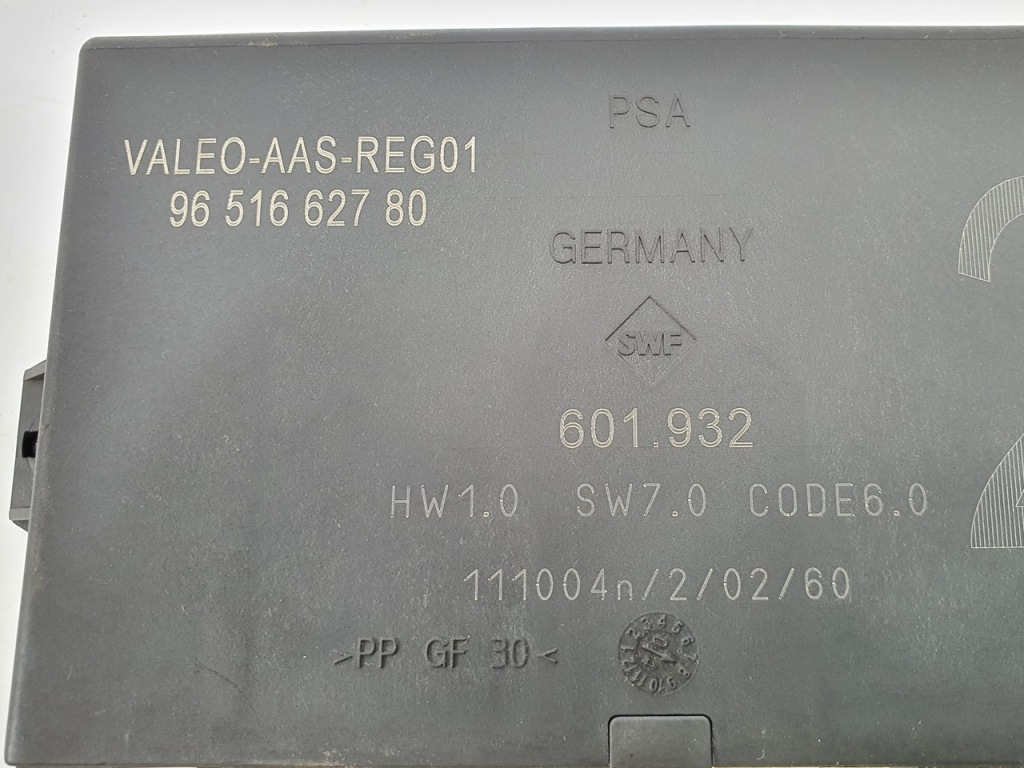 PSA
VALEO-AAS-REG01
96 516 627 80
GERMANY
SWF
601.932
HW1.0 SW7.0 CODE6.0
111004n/2/02/60
>PP GF 30<